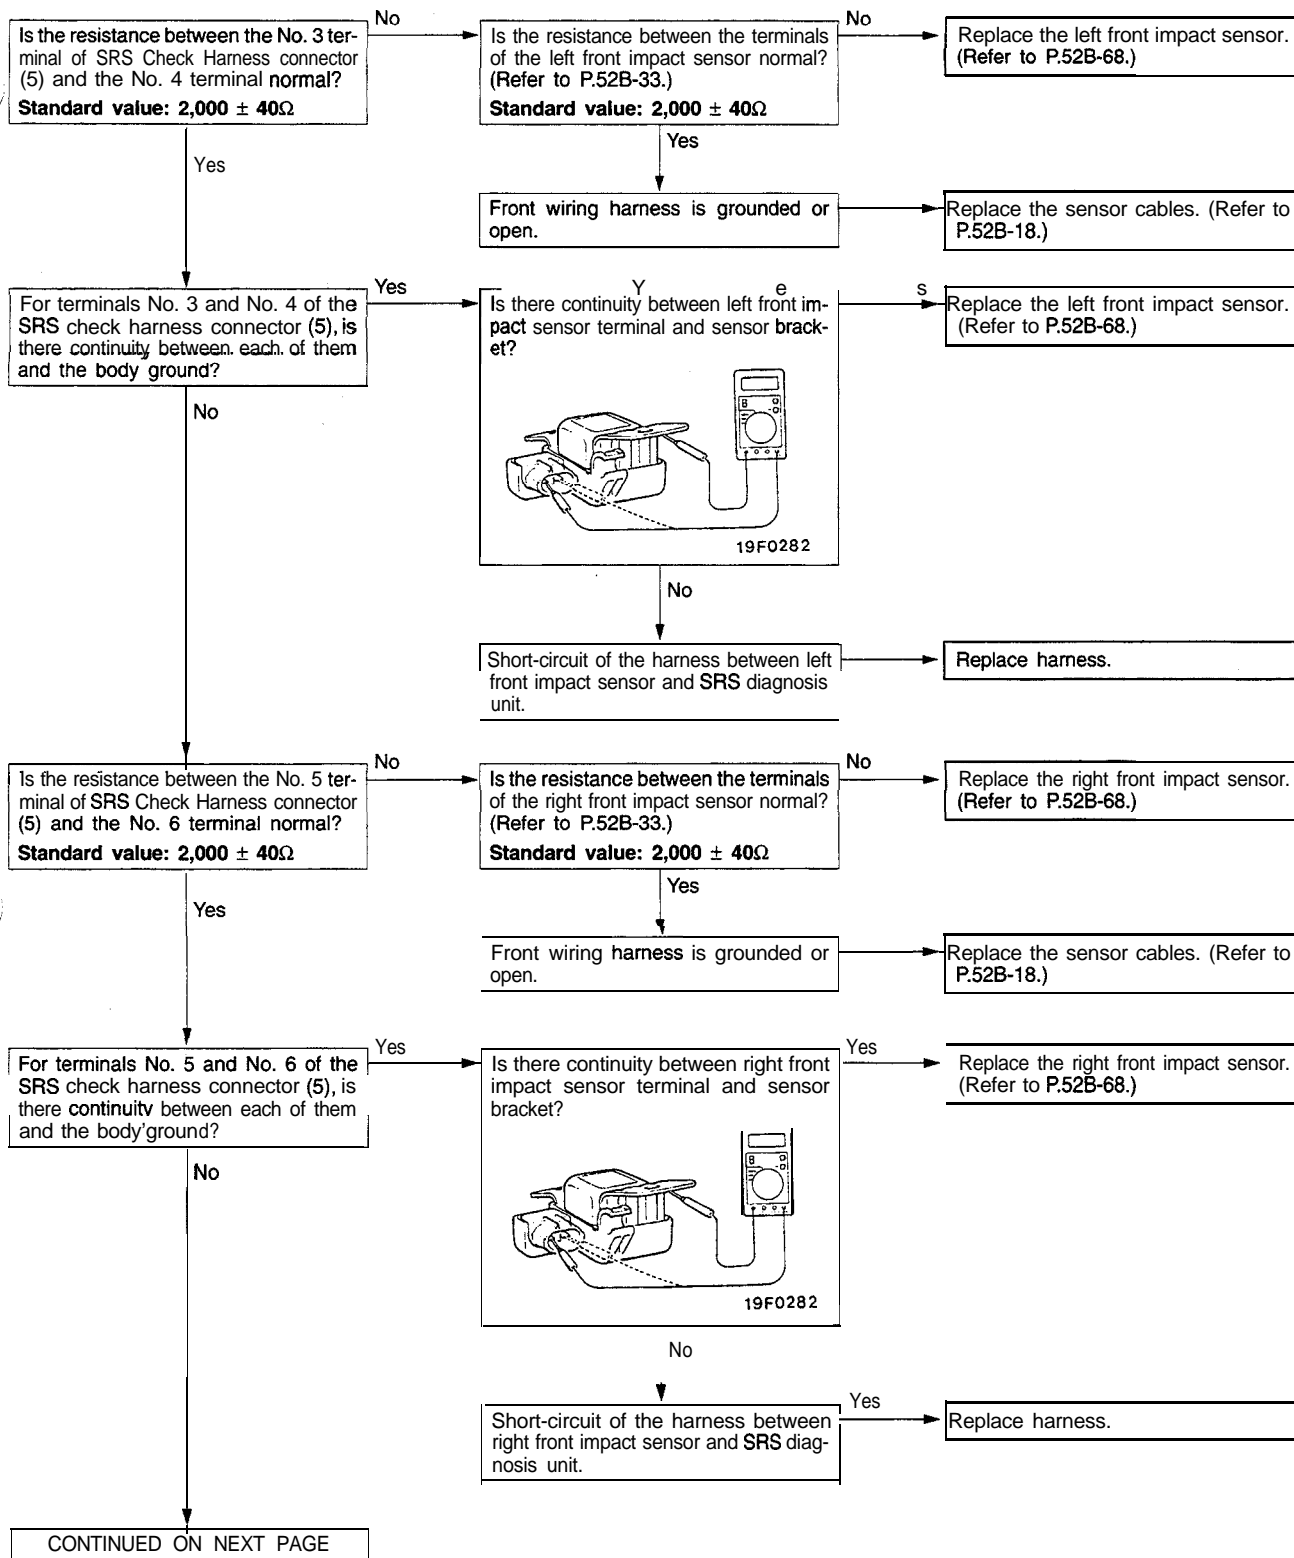 Is the resistance between the No. 3 ter-
minal of SRS Check Harness connector
(5) and the No. 4 terminal normal?
Standard value: 2,000 ± 40Ω
No
Is the resistance between the terminals
of the left front impact sensor normal?
(Refer to P.52B-33.)
Standard value: 2,000 ± 40Ω
No
Replace the left front impact sensor.
(Refer to P.52B-68.)
Yes
Yes
Front wiring harness is grounded or
open.
Replace the sensor cables. (Refer to
P.52B-18.)
For terminals No. 3 and No. 4 of the
SRS check harness connector (5), is
there continuity between each of them
and the body ground?
Yes
Is there continuity between left front im-
pact sensor terminal and sensor brack-
et?
Y e s
Replace the left front impact sensor.
(Refer to P.52B-68.)
No
19F0282
No
Short-circuit of the harness between left
front impact sensor and SRS diagnosis
unit.
Replace harness.
Is the resistance between the No. 5 ter-
minal of SRS Check Harness connector
(5) and the No. 6 terminal normal?
Standard value: 2,000 ± 40Ω
No
Is the resistance between the terminals
of the right front impact sensor normal?
(Refer to P.52B-33.)
Standard value: 2,000 ± 40Ω
No
Replace the right front impact sensor.
(Refer to P.52B-68.)
Yes
Yes
Front wiring harness is grounded or
open.
Replace the sensor cables. (Refer to
P.52B-18.)
For terminals No. 5 and No. 6 of the
SRS check harness connector (5), is
there continuitv between each of them
and the body'ground?
Yes
Is there continuity between right front
impact sensor terminal and sensor
bracket?
Yes
Replace the right front impact sensor.
(Refer to P.52B-68.)
No
19F0282
No
Short-circuit of the harness between
right front impact sensor and SRS diag-
nosis unit.
Yes
Replace harness.
CONTINUED ON NEXT PAGE